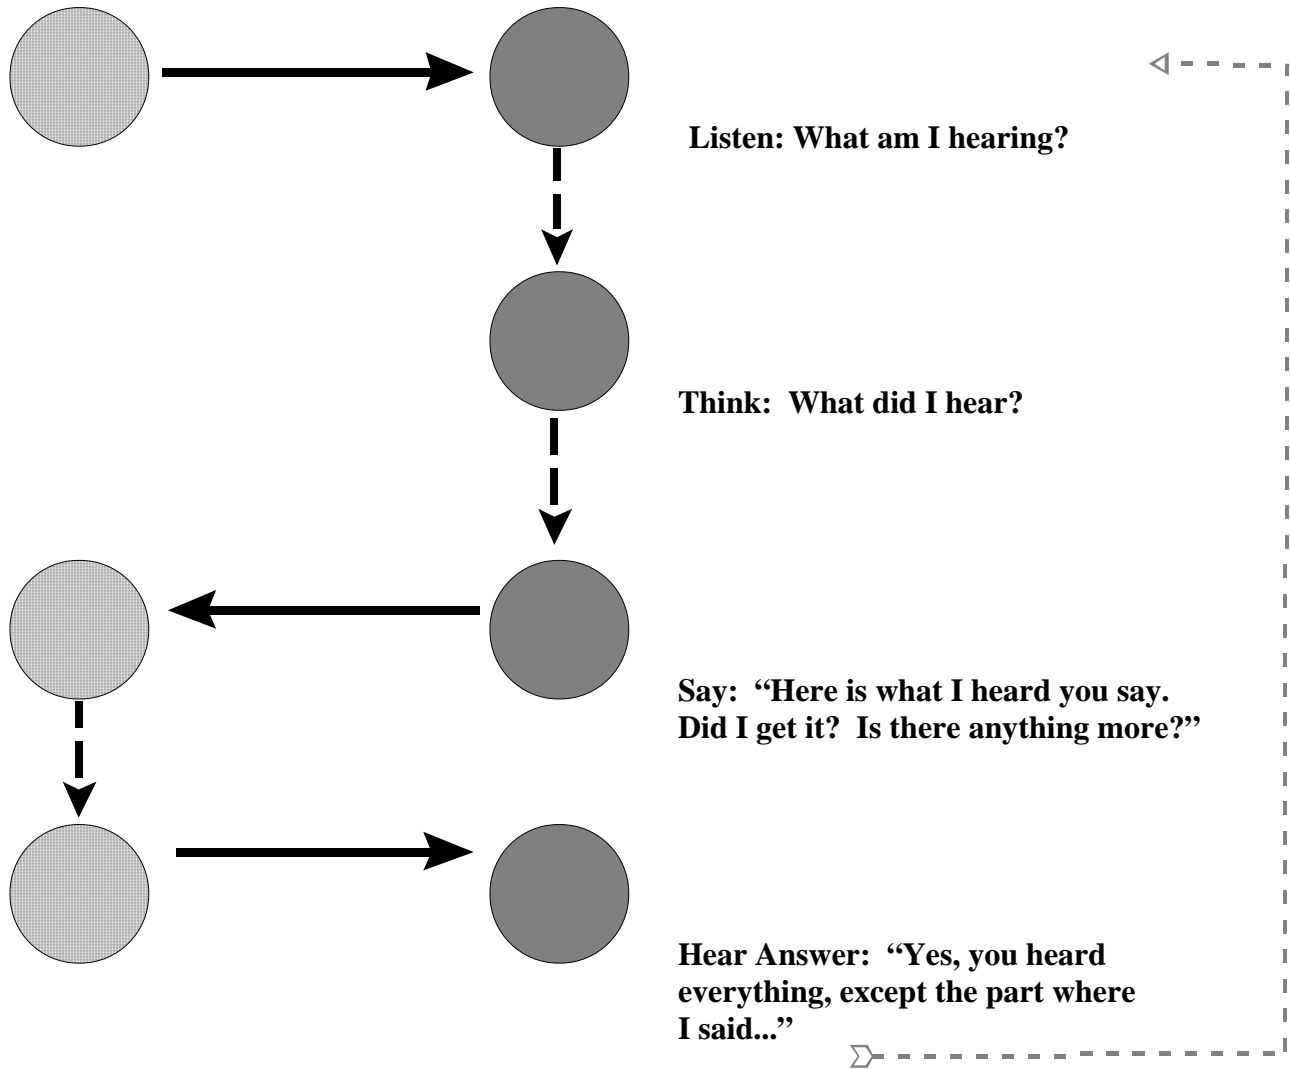 Listen: What am I hearing?
Think:  What did I hear?
Say:  “Here is what I heard you say.
Did I get it?  Is there anything more?”
Hear Answer:  “Yes, you heard
everything, except the part where
I said...”